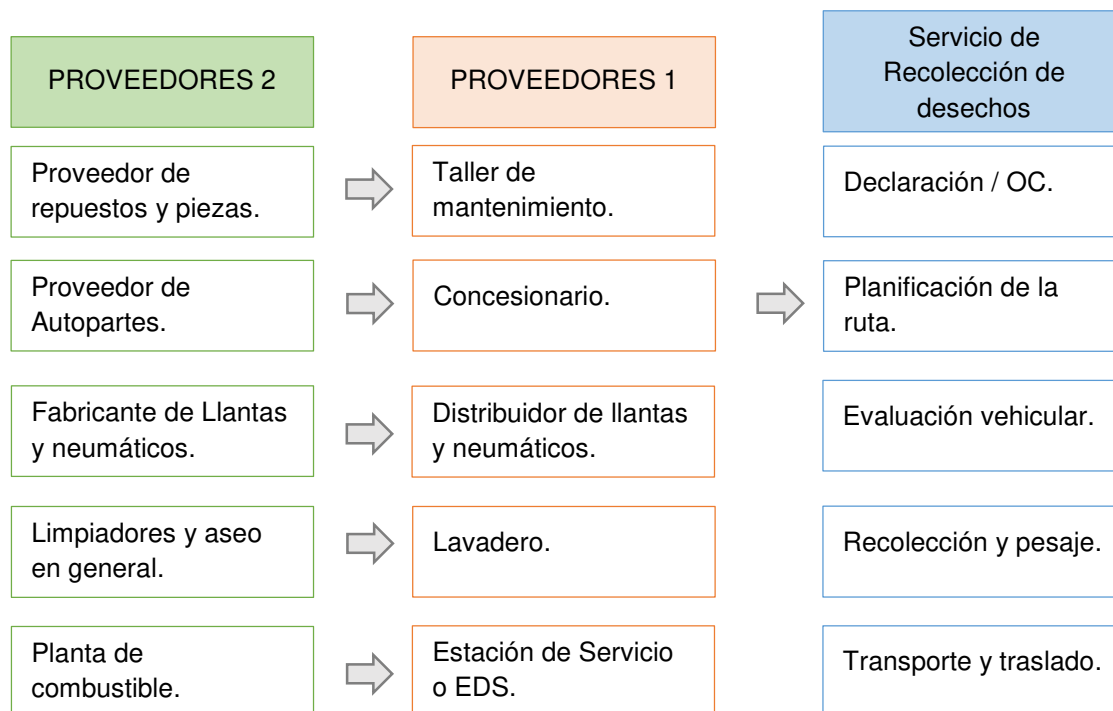 PROVEEDORES 2
PROVEEDORES 1
Servicio de
Recolección de
desechos
Proveedor de
repuestos y piezas.
Taller de
mantenimiento.
Declaración / OC.
Proveedor de
Autopartes.
Concesionario.
Planificación de la
ruta.
Fabricante de Llantas
y neumáticos.
Distribuidor de llantas
y neumáticos.
Evaluación vehicular.
Limpiadores y aseo
en general.
Lavadero.
Recolección y pesaje.
Planta de
combustible.
Estación de Servicio
o EDS.
Transporte y traslado.